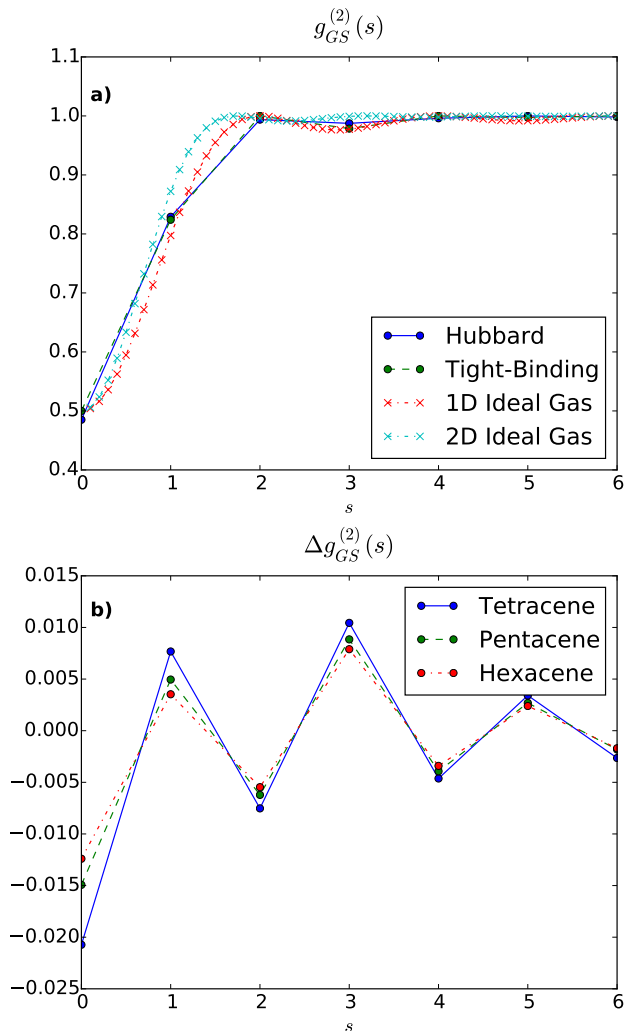 g_{GS}^{(2)}(s)
1.1
a)
1.0
0.9
0.8
0.7
0.6
0.5
0.4
Hubbard
Tight-Binding
1D Ideal Gas
2D Ideal Gas
0 1 2 3 4 5 6
s
Δg_{GS}^{(2)}(s)
0.015
b)
0.010
0.005
0.000
−0.005
−0.010
−0.015
−0.020
−0.025
Tetracene
Pentacene
Hexacene
0 1 2 3 4 5 6
s